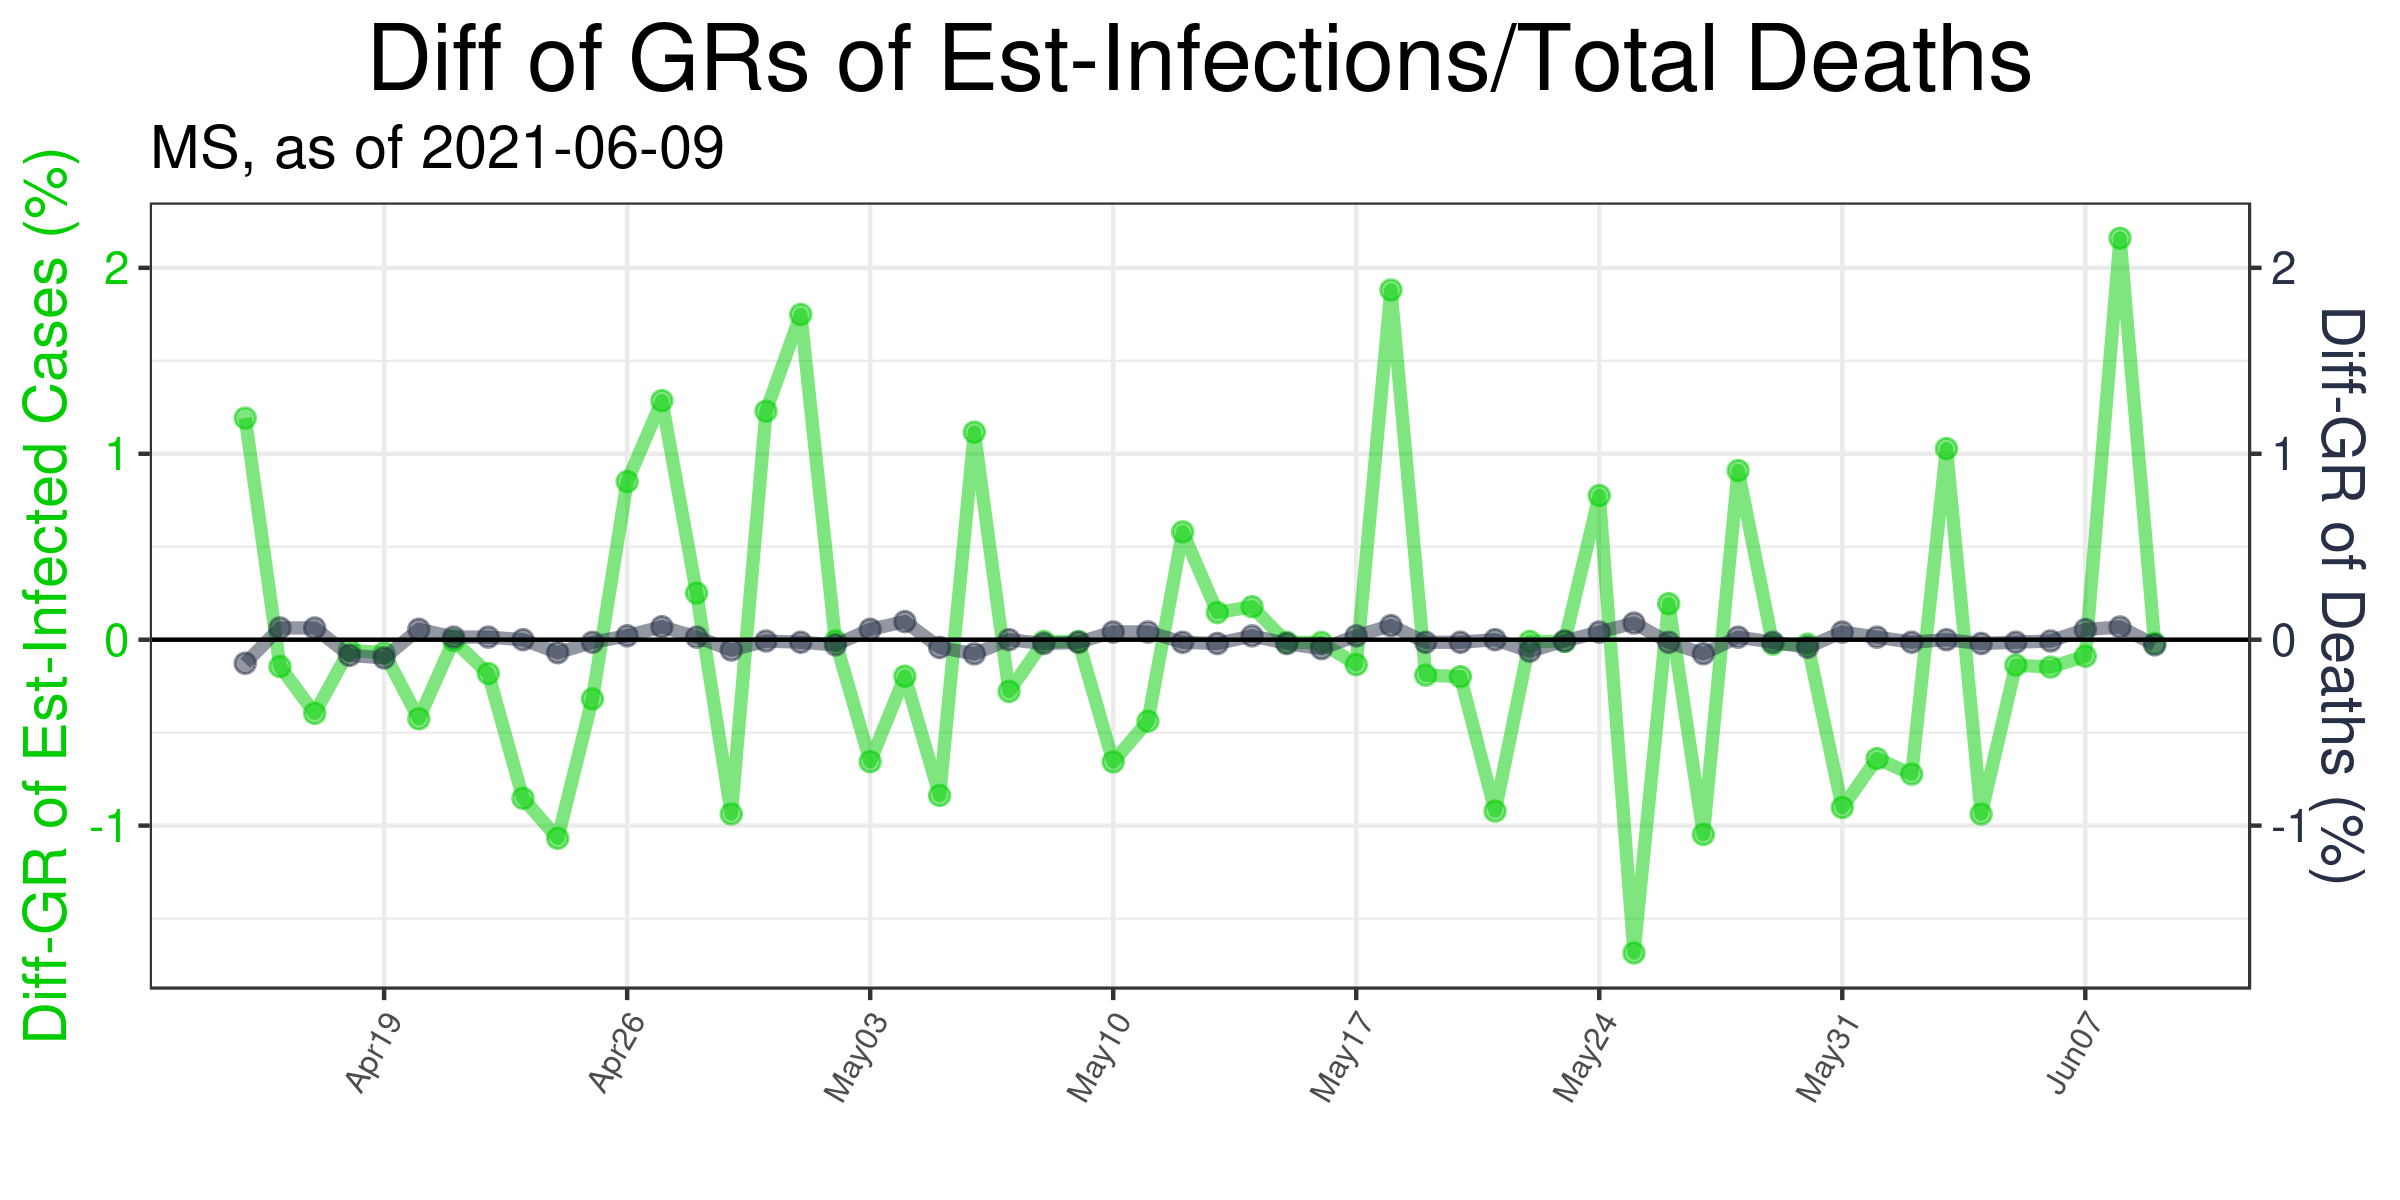 Diff of GRs of Est-Infections/Total Deaths
MS, as of 2021-06-09
Diff-GR of Est-Infected Cases (%)
2
1
0
-1
2
1
0
-1
Diff-GR of Deaths (%)
Apr19
Apr26
May03
May10
May17
May24
May31
Jun07